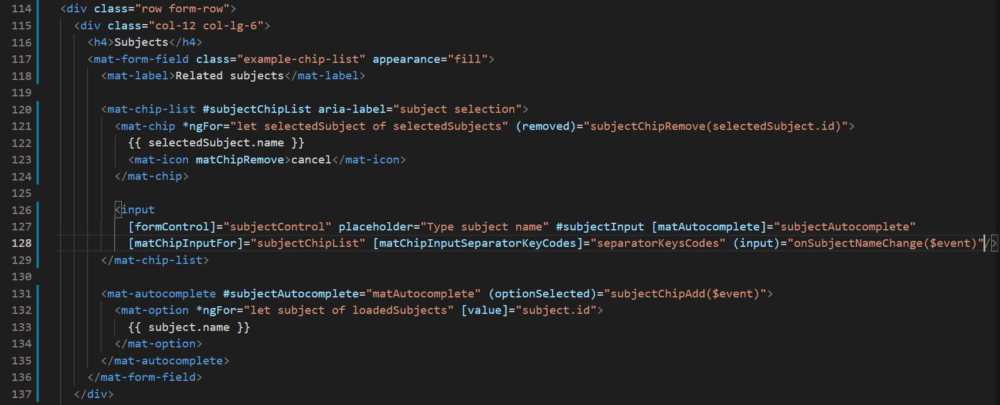 114 <div class="row form-row">
115 <div class="col-12 col-lg-6">
116 <h4>Subjects</h4>
117 <mat-form-field class="example-chip-list" appearance="fill">
118 <mat-label>Related subjects</mat-label>
119
120 <mat-chip-list #subjectChipList aria-label="subject selection">
121 <mat-chip *ngFor="let selectedSubject of selectedSubjects" (removed)="subjectChipRemove(selectedSubject.id)">
122 {{ selectedSubject.name }}
123 <mat-icon matChipRemove>cancel</mat-icon>
124 </mat-chip>
125
126 <input
127 [formControl]="subjectControl" placeholder="Type subject name" #subjectInput [matAutocomplete]="subjectAutocomplete"
128 [matChipInputFor]="subjectChipList" [matChipInputSeparatorKeyCodes]="separatorKeysCodes" (input)="onSubjectNameChange($event)"/>
129 </mat-chip-list>
130
131 <mat-autocomplete #subjectAutocomplete="matAutocomplete" (optionSelected)="subjectChipAdd($event)">
132 <mat-option *ngFor="let subject of loadedSubjects" [value]="subject.id">
133 {{ subject.name }}
134 </mat-option>
135 </mat-autocomplete>
136 </mat-form-field>
137 </div>